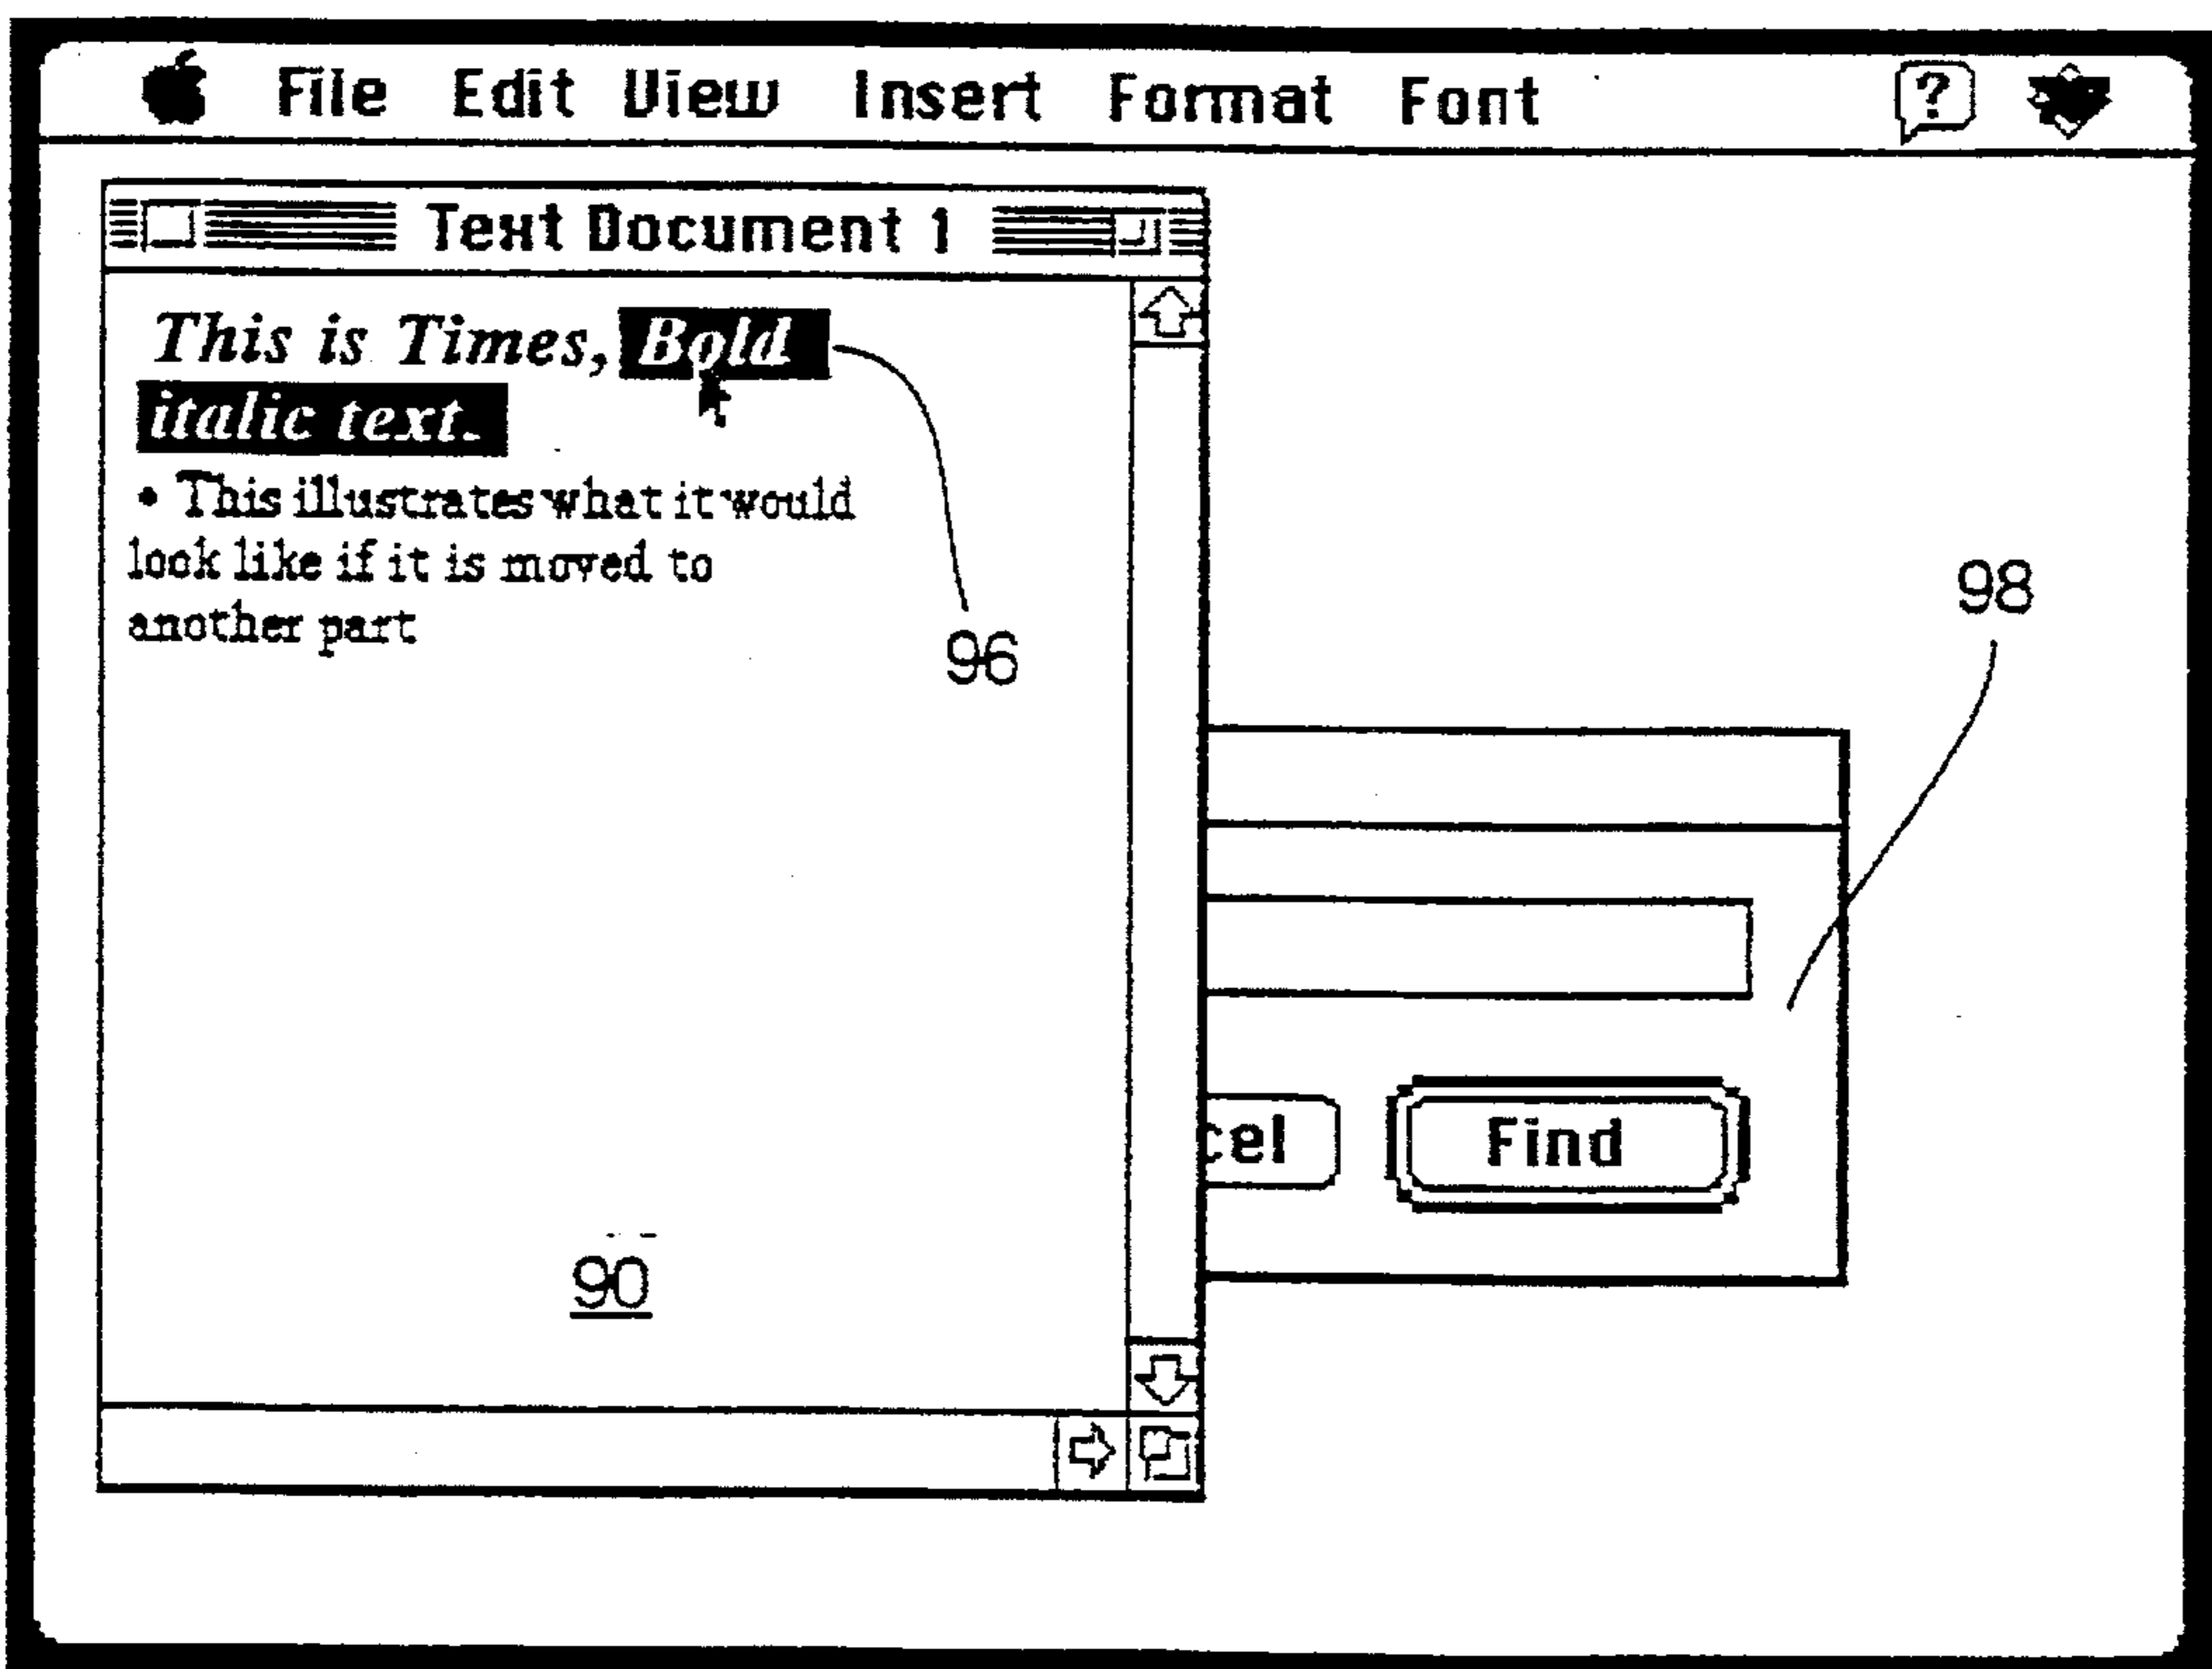 File Edit View Insert Format Font ?
Text Document 1
This is Times, Bold
italic text.
• This illustrates what it would
look like if it is moved to
another part
96
98
cel
Find
90